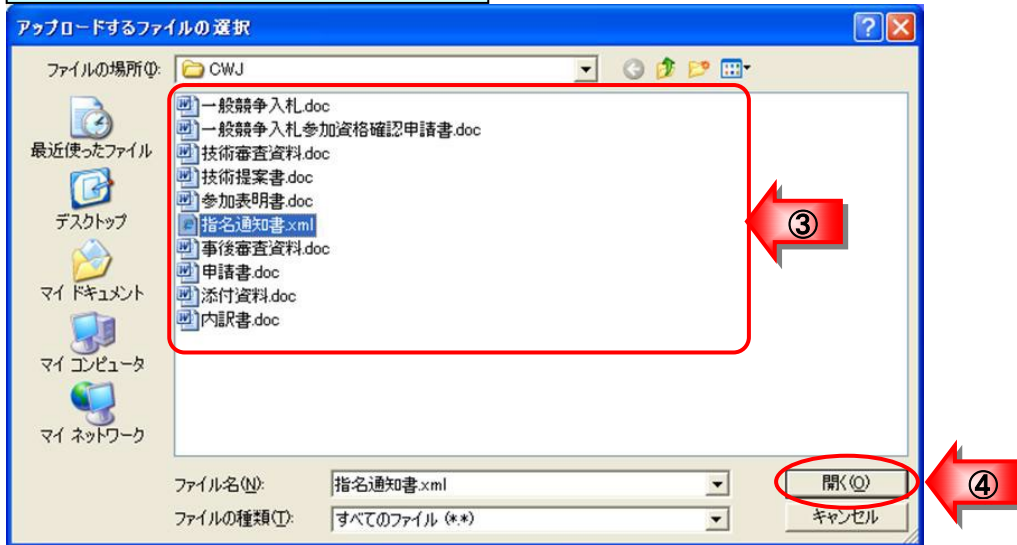 アップロードするファイルの選択
ファイルの場所(I):
CWJ
一般競争入札.doc
一般競争入札参加資格確認申請書.doc
技術審査資料.doc
技術提案書.doc
参加表明書.doc
指名通知書.xml
事後審査資料.doc
申請書.doc
添付資料.doc
内訳書.doc
③
最近使ったファイル
デスクトップ
マイ ドキュメント
マイ コンピュータ
マイ ネットワーク
ファイル名(N):
指名通知書.xml
開く(O)
④
ファイルの種類(T):
すべてのファイル (*.*)
キャンセル